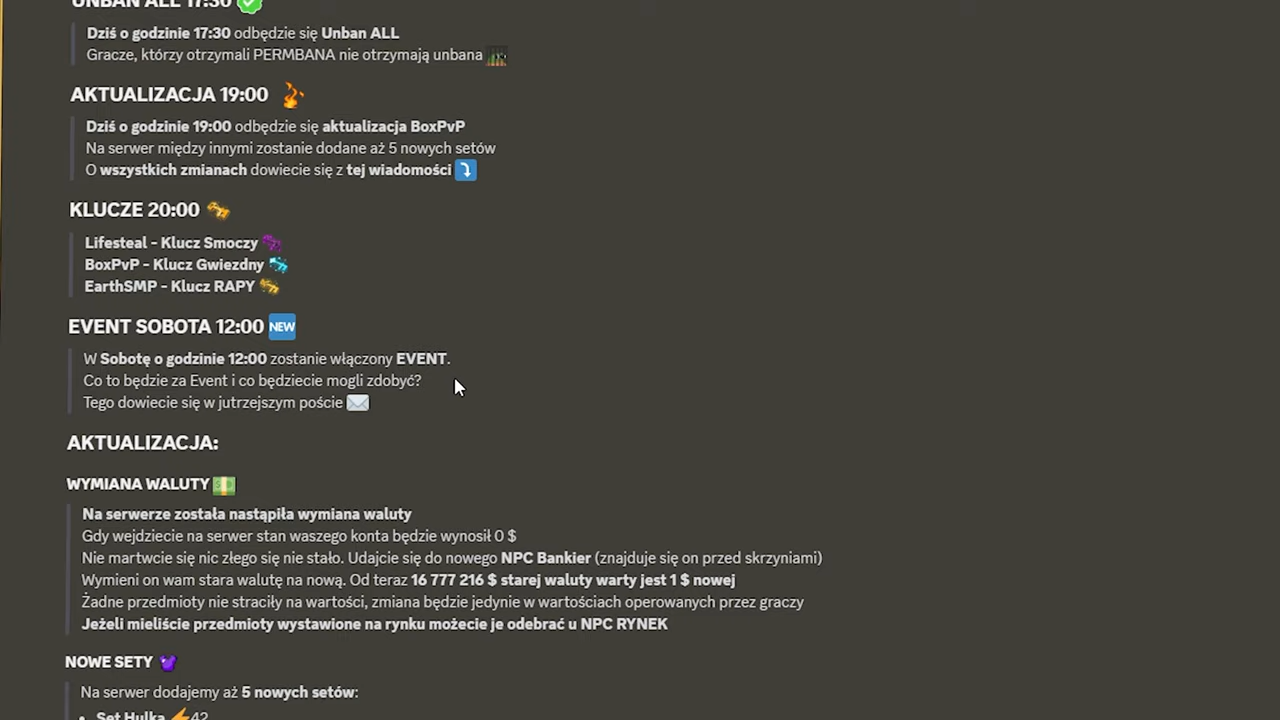 UNBAN ALL 17:30
Dziś o godzinie 17:30 odbędzie się Unban ALL
Gracze, którzy otrzymali PERMBANA nie otrzymają unbana
AKTUALIZACJA 19:00
Dziś o godzinie 19:00 odbędzie się aktualizacja BoxPvP
Na serwer między innymi zostanie dodane aż 5 nowych setów
O wszystkich zmianach dowiecie się z tej wiadomości
KLUCZE 20:00
Lifesteal - Klucz Smoczy
BoxPvP - Klucz Gwiezdny
EarthSMP - Klucz RAPY
EVENT SOBOTA 12:00 NEW
W Sobotę o godzinie 12:00 zostanie włączony EVENT.
Co to będzie za Event i co będziecie mogli zdobyć?
Tego dowiecie się w jutrzejszym poście
AKTUALIZACJA:
WYMIANA WALUTY
Na serwerze została nastąpiła wymiana waluty
Gdy wejdziecie na serwer stan waszego konta będzie wynosił 0 $
Nie martwcie się nic złego się nie stało. Udajcie się do nowego NPC Bankier (znajduje się on przed skrzyniami)
Wymieni on wam stara walutę na nową. Od teraz 16 777 216 $ starej waluty warty jest 1 $ nowej
Żadne przedmioty nie straciły na wartości, zmiana będzie jedynie w wartościach operowanych przez graczy
Jeżeli mieliście przedmioty wystawione na rynku możecie je odebrać u NPC RYNEK
NOWE SETY
Na serwer dodajemy aż 5 nowych setów:
• Set Hulka 42